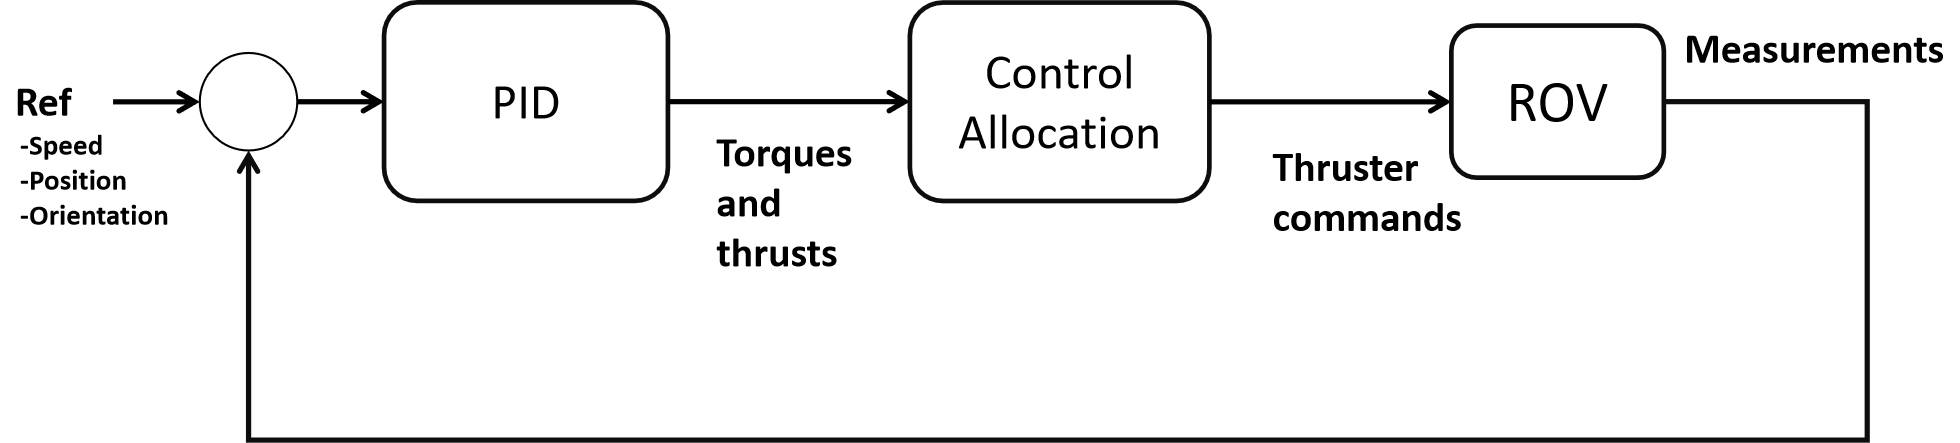 Ref
-Speed
-Position
-Orientation
PID
Torques
and
thrusts
Control
Allocation
Thruster
commands
ROV
Measurements